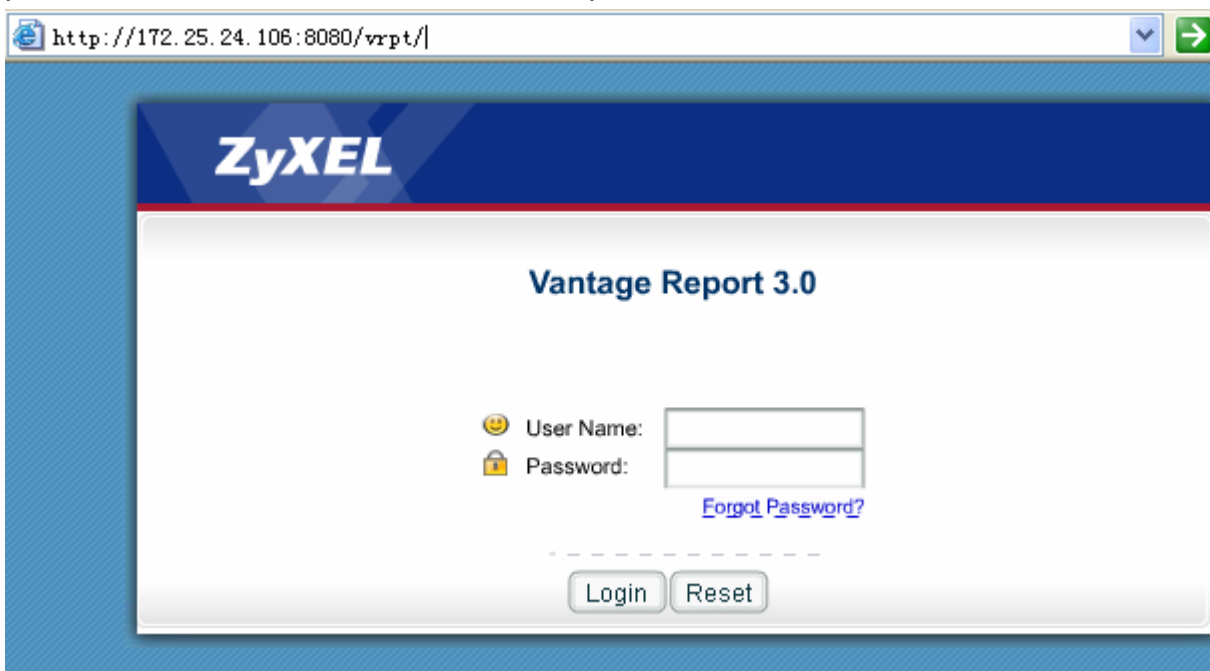 http://172.25.24.106:8080/vrpt/
ZyXEL
Vantage Report 3.0
User Name:
Password:
Forgot Password?
Login Reset